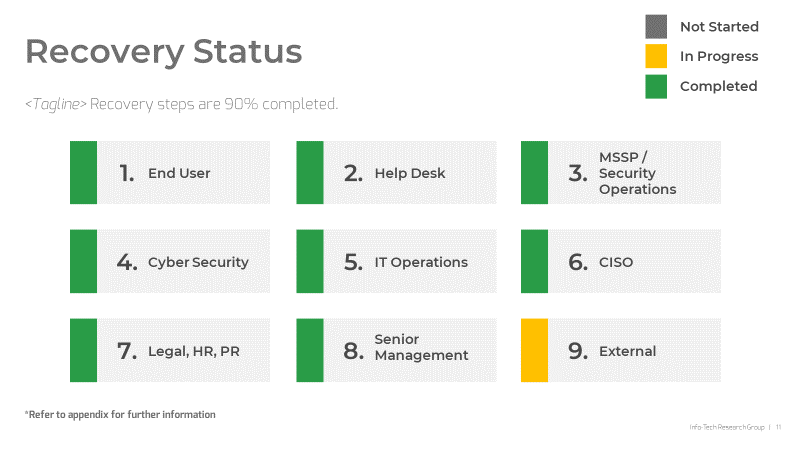 Recovery Status
Not Started
In Progress
Completed
<Tagline> Recovery steps are 90% completed.
1. End User
2. Help Desk
3. MSSP /
Security
Operations
4. Cyber Security
5. IT Operations
6. CISO
7. Legal, HR, PR
8. Senior
Management
9. External
*Refer to appendix for further information
Info-Tech Research Group | 11